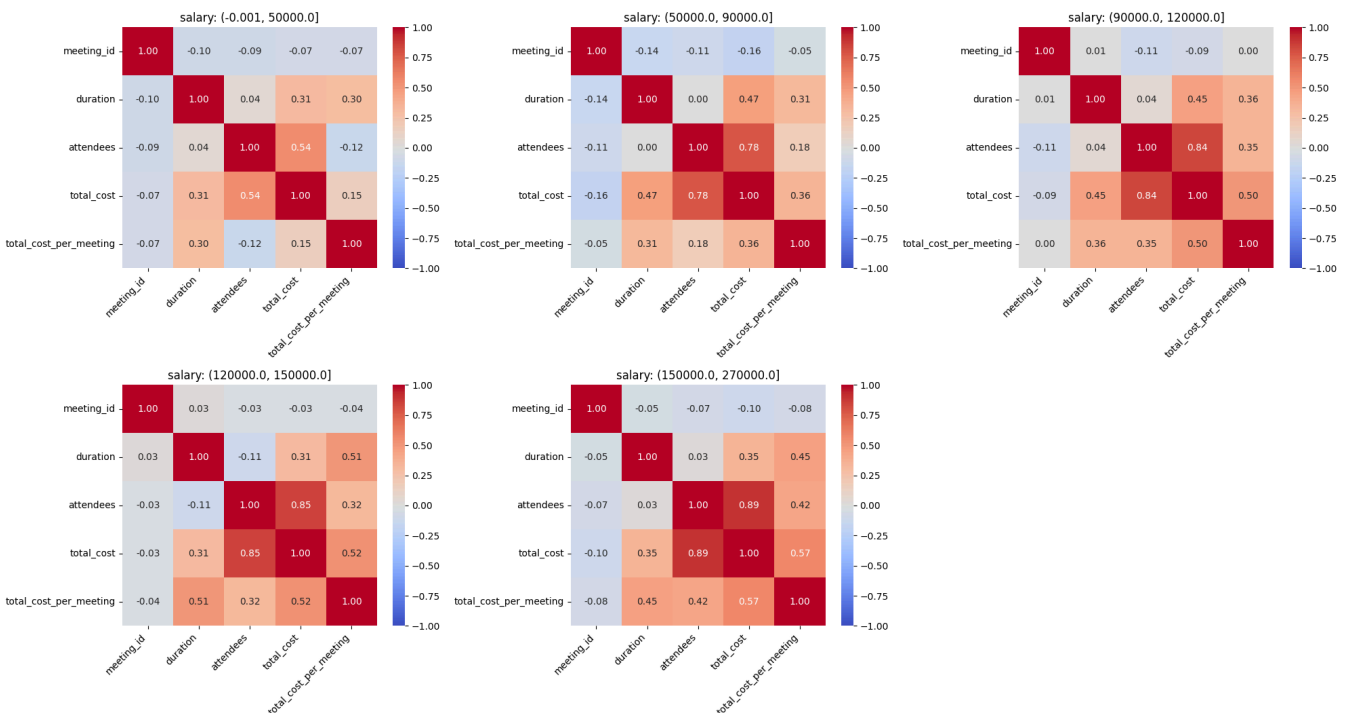 salary: (-0.001, 50000.0]
meeting_id
1.00 -0.10 -0.09 -0.07 -0.07
duration
-0.10 1.00 0.04 0.31 0.30
attendees
-0.09 0.04 1.00 0.54 -0.12
total_cost
-0.07 0.31 0.54 1.00 0.15
total_cost_per_meeting
-0.07 0.30 -0.12 0.15 1.00
meeting_id duration attendees total_cost total_cost_per_meeting
1.00
0.75
0.50
0.25
0.00
−0.25
−0.50
−0.75
−1.00
salary: (50000.0, 90000.0]
meeting_id
1.00 -0.14 -0.11 -0.16 -0.05
duration
-0.14 1.00 0.00 0.47 0.31
attendees
-0.11 0.00 1.00 0.78 0.18
total_cost
-0.16 0.47 0.78 1.00 0.36
total_cost_per_meeting
-0.05 0.31 0.18 0.36 1.00
meeting_id duration attendees total_cost total_cost_per_meeting
1.00
0.75
0.50
0.25
0.00
−0.25
−0.50
−0.75
−1.00
salary: (90000.0, 120000.0]
meeting_id
1.00 0.01 -0.11 -0.09 0.00
duration
0.01 1.00 0.04 0.45 0.36
attendees
-0.11 0.04 1.00 0.84 0.35
total_cost
-0.09 0.45 0.84 1.00 0.50
total_cost_per_meeting
0.00 0.36 0.35 0.50 1.00
meeting_id duration attendees total_cost total_cost_per_meeting
1.00
0.75
0.50
0.25
0.00
−0.25
−0.50
−0.75
−1.00
salary: (120000.0, 150000.0]
meeting_id
1.00 0.03 -0.03 -0.03 -0.04
duration
0.03 1.00 -0.11 0.31 0.51
attendees
-0.03 -0.11 1.00 0.85 0.32
total_cost
-0.03 0.31 0.85 1.00 0.52
total_cost_per_meeting
-0.04 0.51 0.32 0.52 1.00
meeting_id duration attendees total_cost total_cost_per_meeting
1.00
0.75
0.50
0.25
0.00
−0.25
−0.50
−0.75
−1.00
salary: (150000.0, 270000.0]
meeting_id
1.00 -0.05 -0.07 -0.10 -0.08
duration
-0.05 1.00 0.03 0.35 0.45
attendees
-0.07 0.03 1.00 0.89 0.42
total_cost
-0.10 0.35 0.89 1.00 0.57
total_cost_per_meeting
-0.08 0.45 0.42 0.57 1.00
meeting_id duration attendees total_cost total_cost_per_meeting
1.00
0.75
0.50
0.25
0.00
−0.25
−0.50
−0.75
−1.00